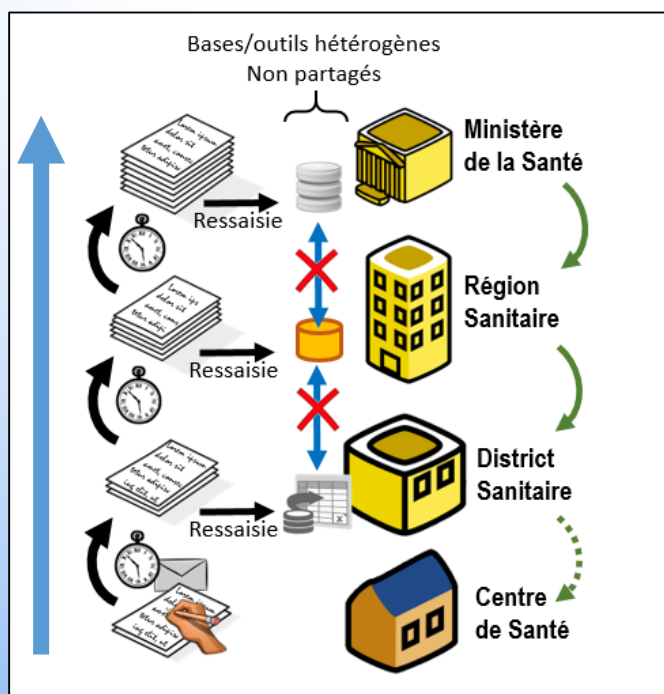 Bases/outils hétérogènes
Non partagés
Ministère
de la Santé
Ressaisie
Région
Sanitaire
Ressaisie
District
Sanitaire
Ressaisie
Centre
de Santé